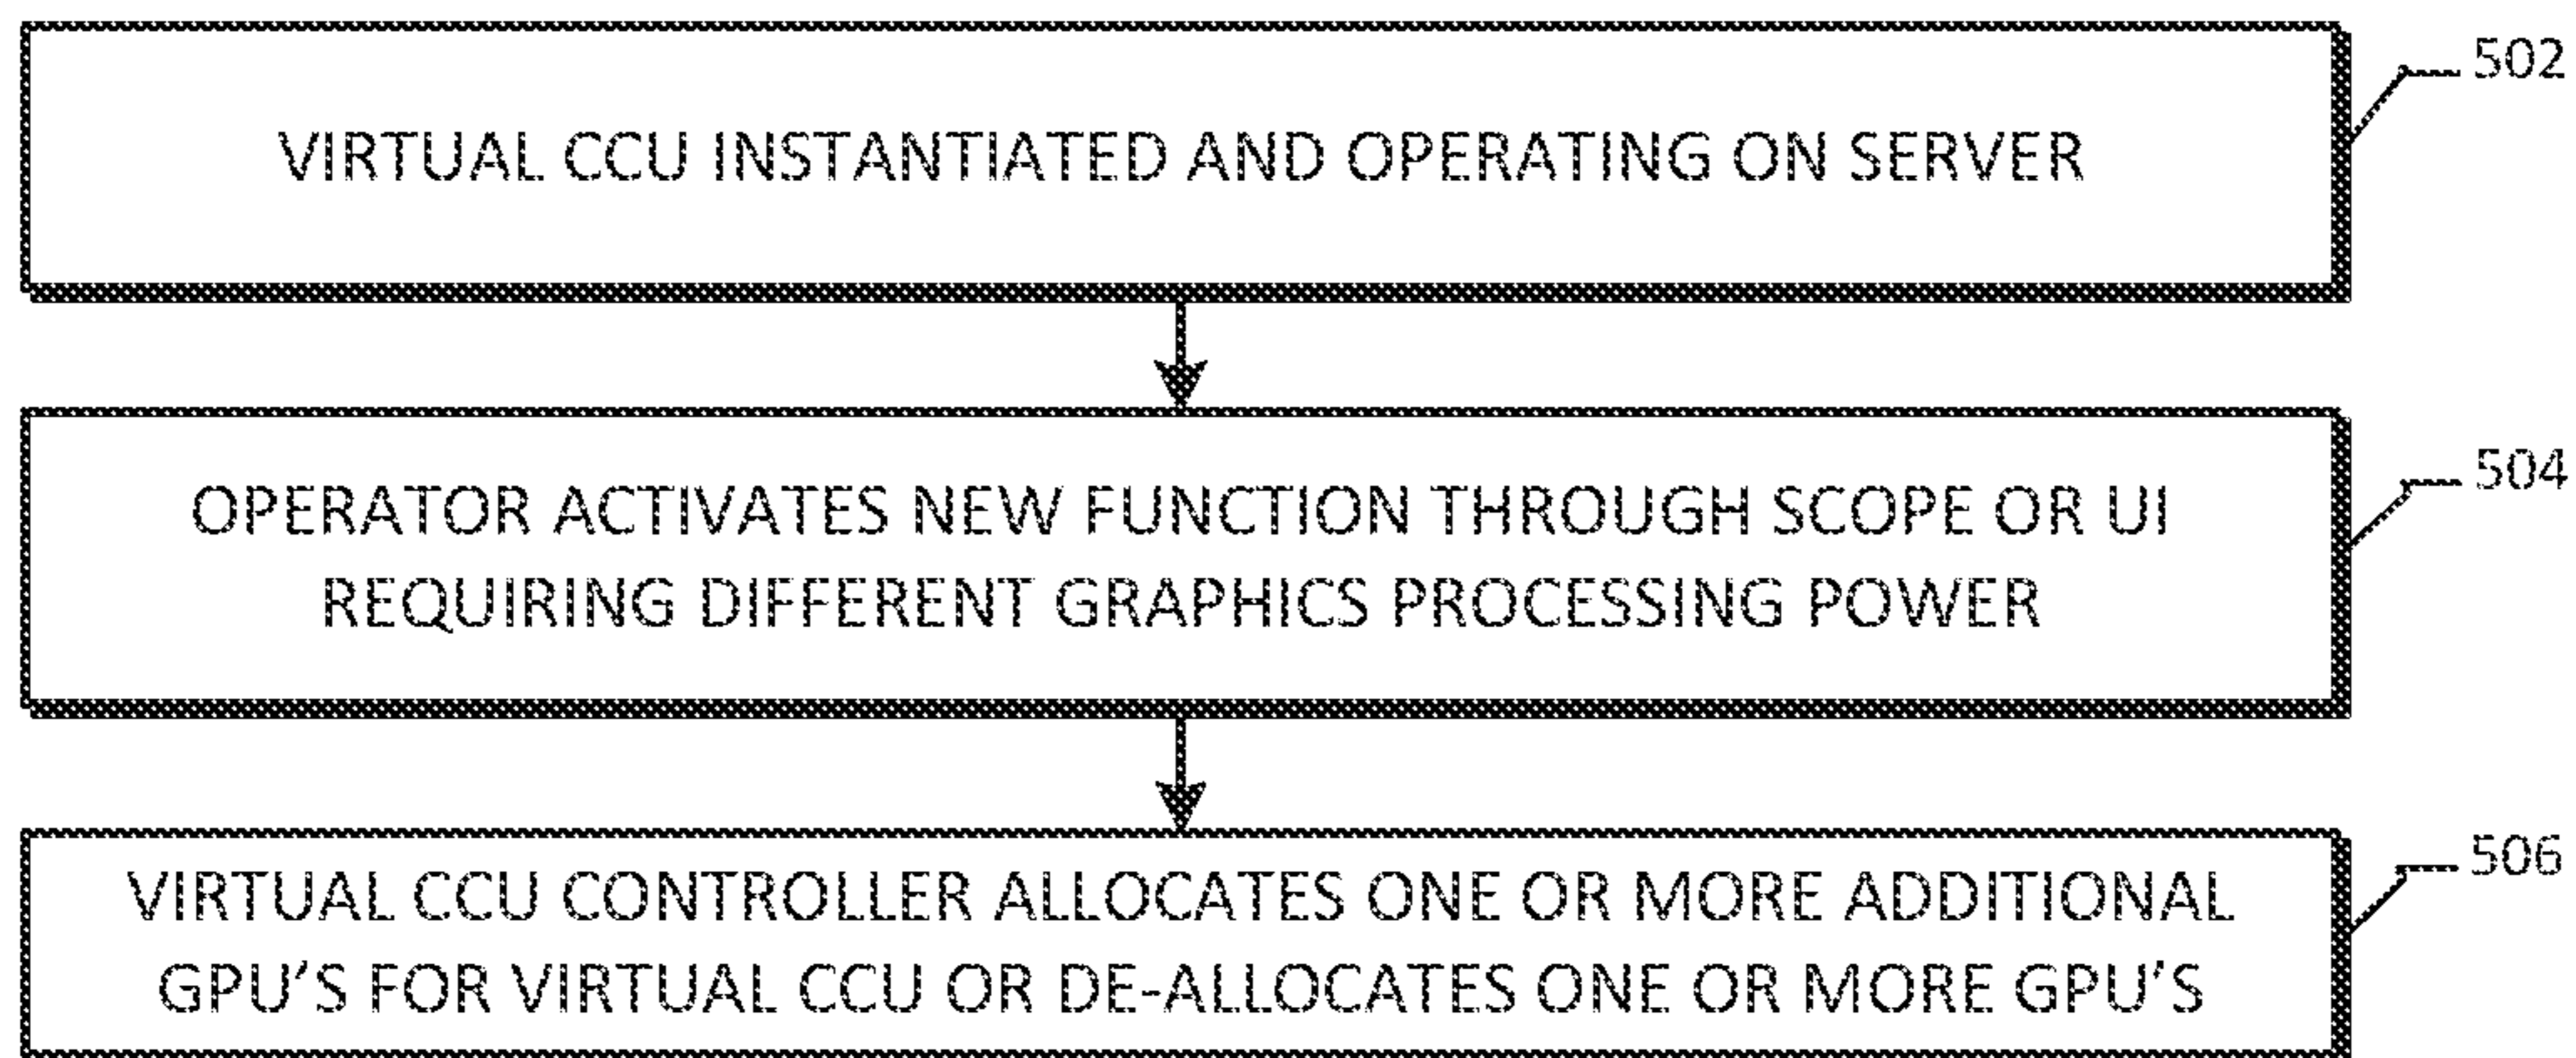 VIRTUAL CCU INSTANTIATED AND OPERATING ON SERVER
502
OPERATOR ACTIVATES NEW FUNCTION THROUGH SCOPE OR UI
REQUIRING DIFFERENT GRAPHICS PROCESSING POWER
504
VIRTUAL CCU CONTROLLER ALLOCATES ONE OR MORE ADDITIONAL
GPU'S FOR VIRTUAL CCU OR DE-ALLOCATES ONE OR MORE GPU'S
506